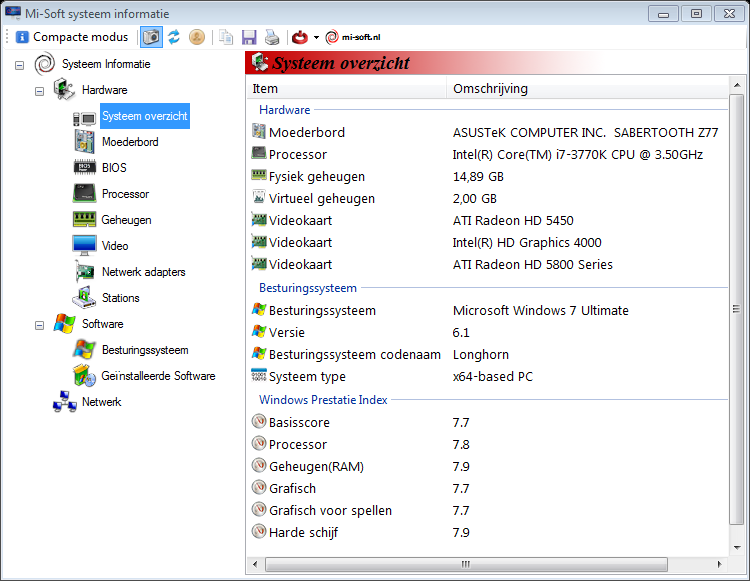 Mi-Soft systeem informatie
Compacte modus
mi-soft.nl
Systeem Informatie
Hardware
Systeem overzicht
Moederbord
BIOS
Processor
Geheugen
Video
Netwerk adapters
Stations
Software
Besturingssysteem
Geïnstalleerde Software
Netwerk
Systeem overzicht
Item Omschrijving
Hardware
Moederbord ASUSTeK COMPUTER INC. SABERTOOTH Z77
Processor Intel(R) Core(TM) i7-3770K CPU @ 3.50GHz
Fysiek geheugen 14,89 GB
Virtueel geheugen 2,00 GB
Videokaart ATI Radeon HD 5450
Videokaart Intel(R) HD Graphics 4000
Videokaart ATI Radeon HD 5800 Series
Besturingssysteem
Besturingssysteem Microsoft Windows 7 Ultimate
Versie 6.1
Besturingssysteem codenaam Longhorn
Systeem type x64-based PC
Windows Prestatie Index
Basisscore 7.7
Processor 7.8
Geheugen(RAM) 7.9
Grafisch 7.7
Grafisch voor spellen 7.7
Harde schijf 7.9